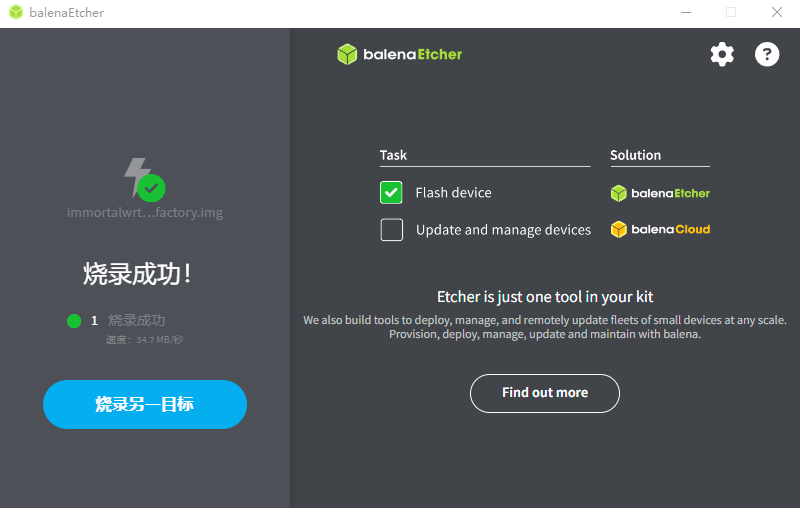 balenaEtcher
balenaEtcher
immortalwrt...factory.img
烧录成功!
1 烧录成功
速度: 34.7 MB/秒
烧录另一目标
Task Solution
Flash device balenaEtcher
Update and manage devices balenaCloud
Etcher is just one tool in your kit
We also build tools to deploy, manage, and remotely update fleets of small devices at any scale.
Provision, deploy, manage, update and maintain with balena.
Find out more